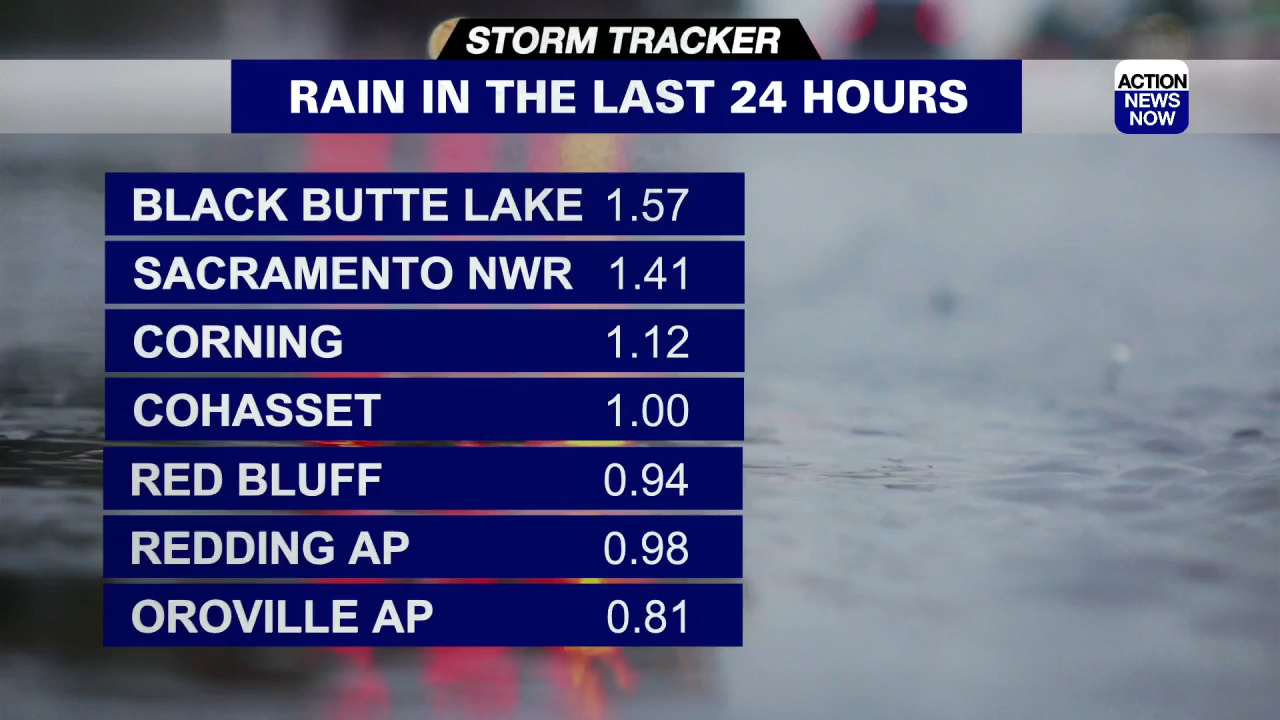 STORM TRACKER
RAIN IN THE LAST 24 HOURS
ACTION
NEWS
NOW
BLACK BUTTE LAKE 1.57
SACRAMENTO NWR 1.41
CORNING 1.12
COHASSET 1.00
RED BLUFF 0.94
REDDING AP 0.98
OROVILLE AP 0.81